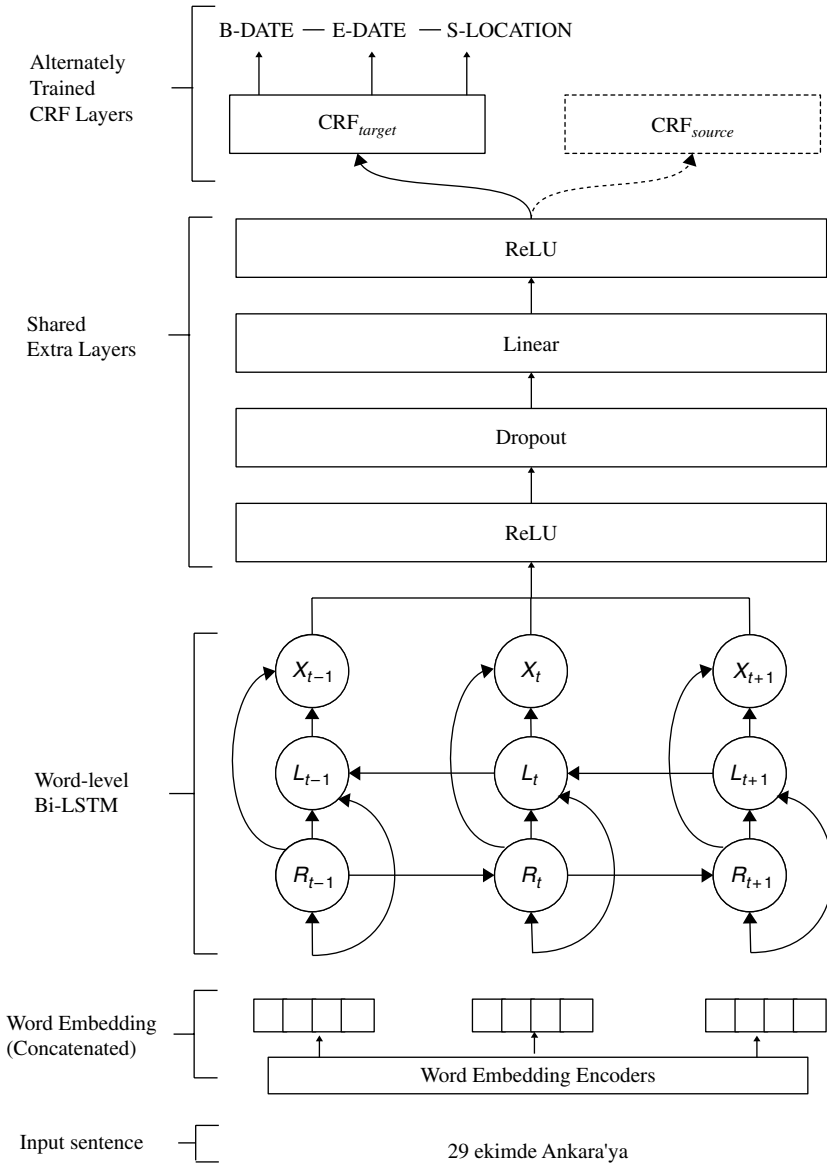 B-DATE — E-DATE — S-LOCATION
Alternately
Trained
CRF Layers
CRFtarget
CRFsource
ReLU
Shared
Extra Layers
Linear
Dropout
ReLU
Xt−1
Xt
Xt+1
Word-level
Bi-LSTM
Lt−1
Lt
Lt+1
Rt−1
Rt
Rt+1
Word Embedding
(Concatenated)
Word Embedding Encoders
Input sentence
29 ekimde Ankara'ya